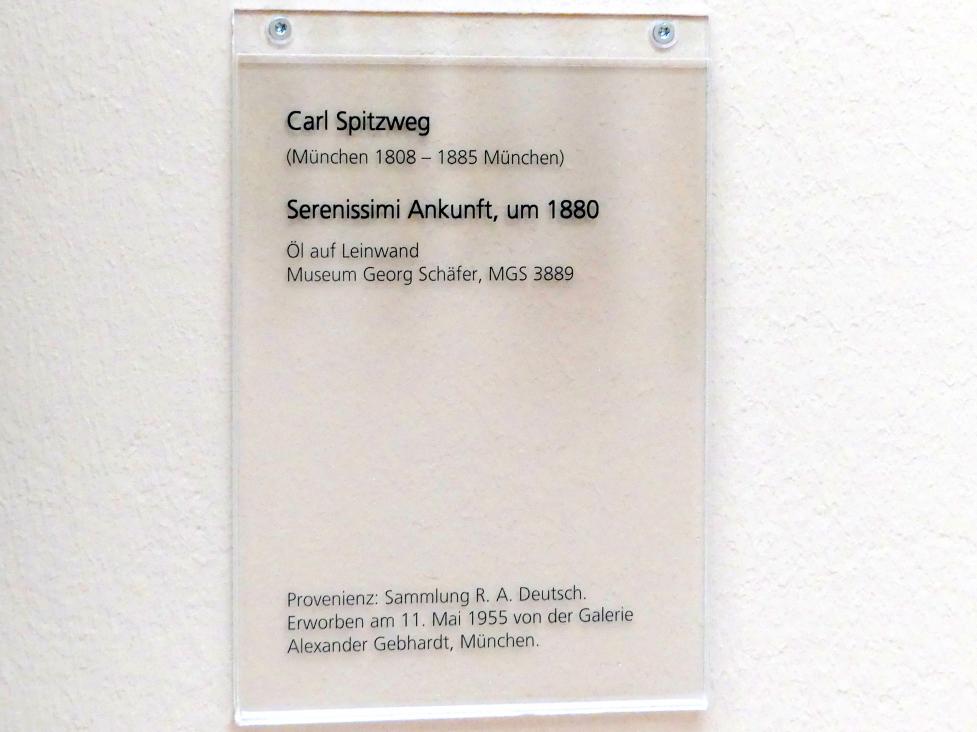 Carl Spitzweg
(München 1808 – 1885 München)
Serenissimi Ankunft, um 1880
Öl auf Leinwand
Museum Georg Schäfer, MGS 3889
Provenienz: Sammlung R. A. Deutsch.
Erworben am 11. Mai 1955 von der Galerie
Alexander Gebhardt, München.